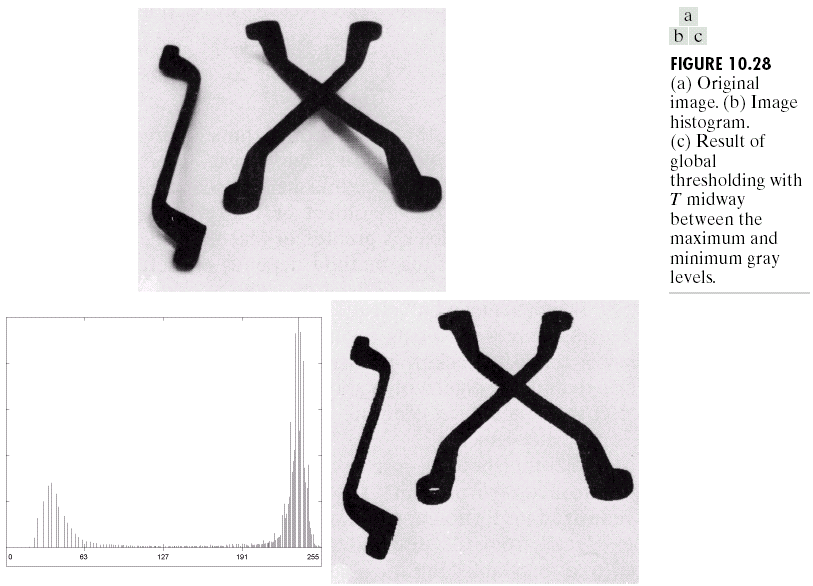 a
b c
FIGURE 10.28
(a) Original
image. (b) Image
histogram.
(c) Result of
global
thresholding with
T midway
between the
maximum and
minimum gray
levels.
0 63 127 191 255